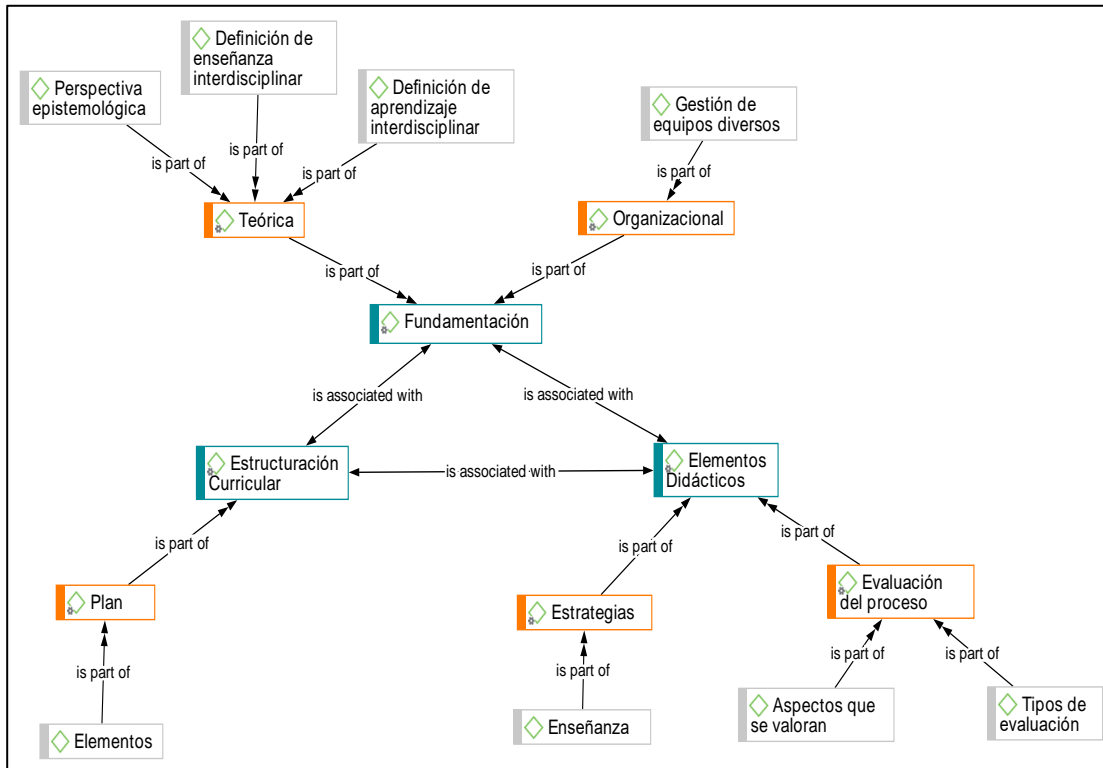 Definición de
enseñanza
interdisciplinar
Perspectiva
epistemológica
Definición de
aprendizaje
interdisciplinar
Gestión de
equipos diversos
is part of
is part of
is part of
is part of
Teórica
Organizacional
is part of
is part of
Fundamentación
is associated with
is associated with
Estructuración
Curricular
is associated with
Elementos
Didácticos
is part of
is part of
is part of
Plan
Estrategias
Evaluación
del proceso
is part of
is part of
is part of
is part of
Elementos
Enseñanza
Aspectos que
se valoran
Tipos de
evaluación